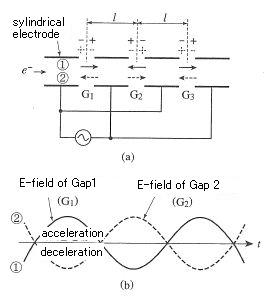 sylindrical
electrode
l l
- + - + - +
e⁻ ①
②
G₁ G₂ G₃
(a)
E-field of Gap1 E-field of Gap 2
(G₁) (G₂)
②
acceleration
deceleration
t
①
(b)